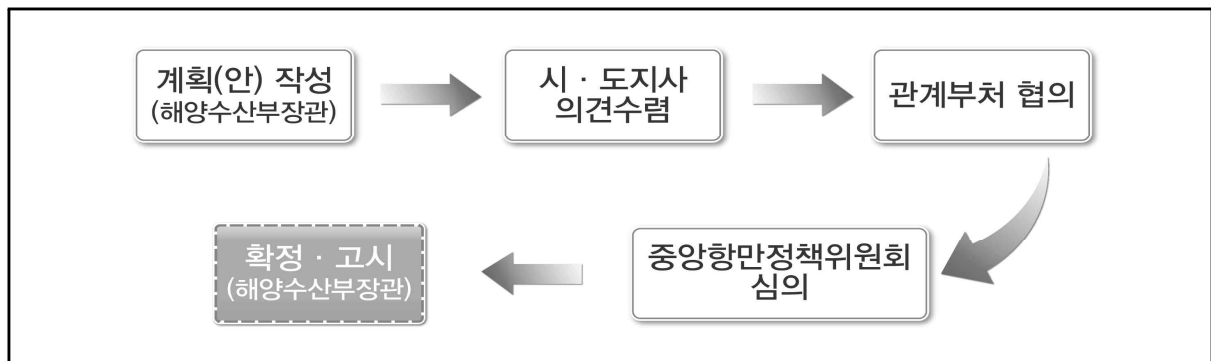 계획(안) 작성
(해양수산부장관)
시 · 도지사
의견수렴
관계부처 협의
중앙항만정책위원회
심의
확정 · 고시
(해양수산부장관)